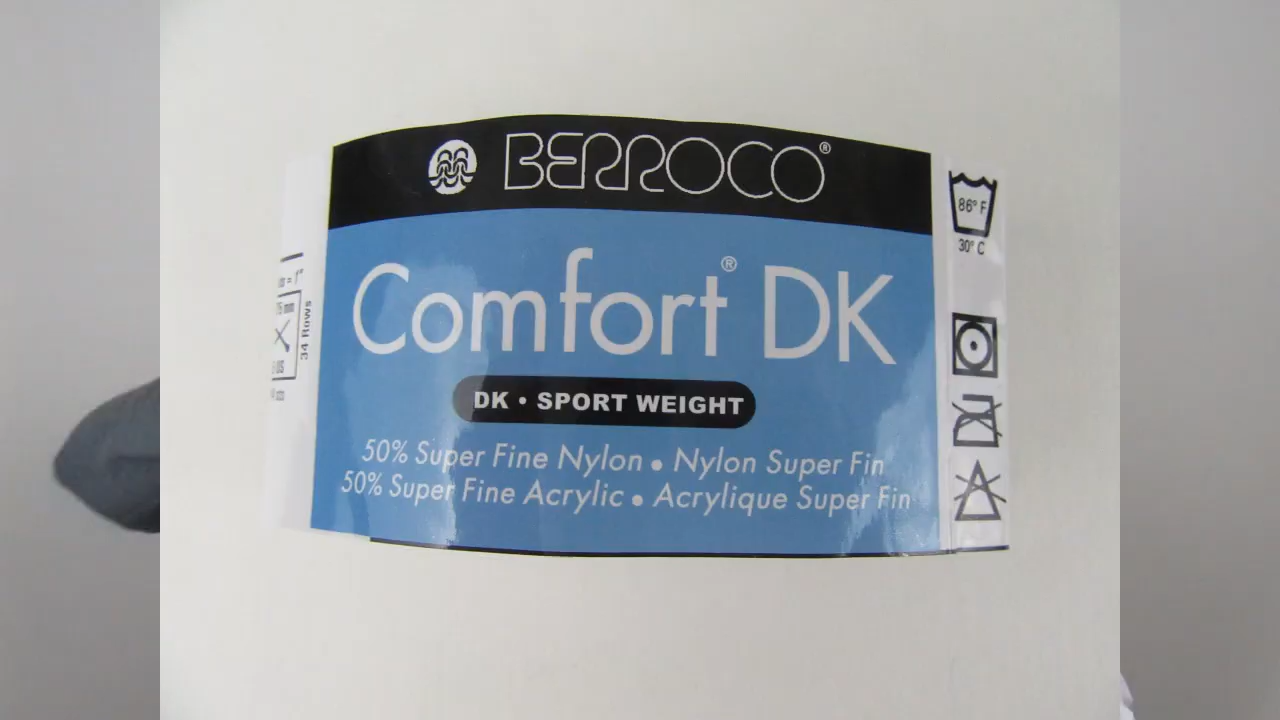 BERROCO®
Comfort® DK
DK • SPORT WEIGHT
50% Super Fine Nylon • Nylon Super Fin
50% Super Fine Acrylic • Acrylique Super Fin
86° F
30° C
34 Rows